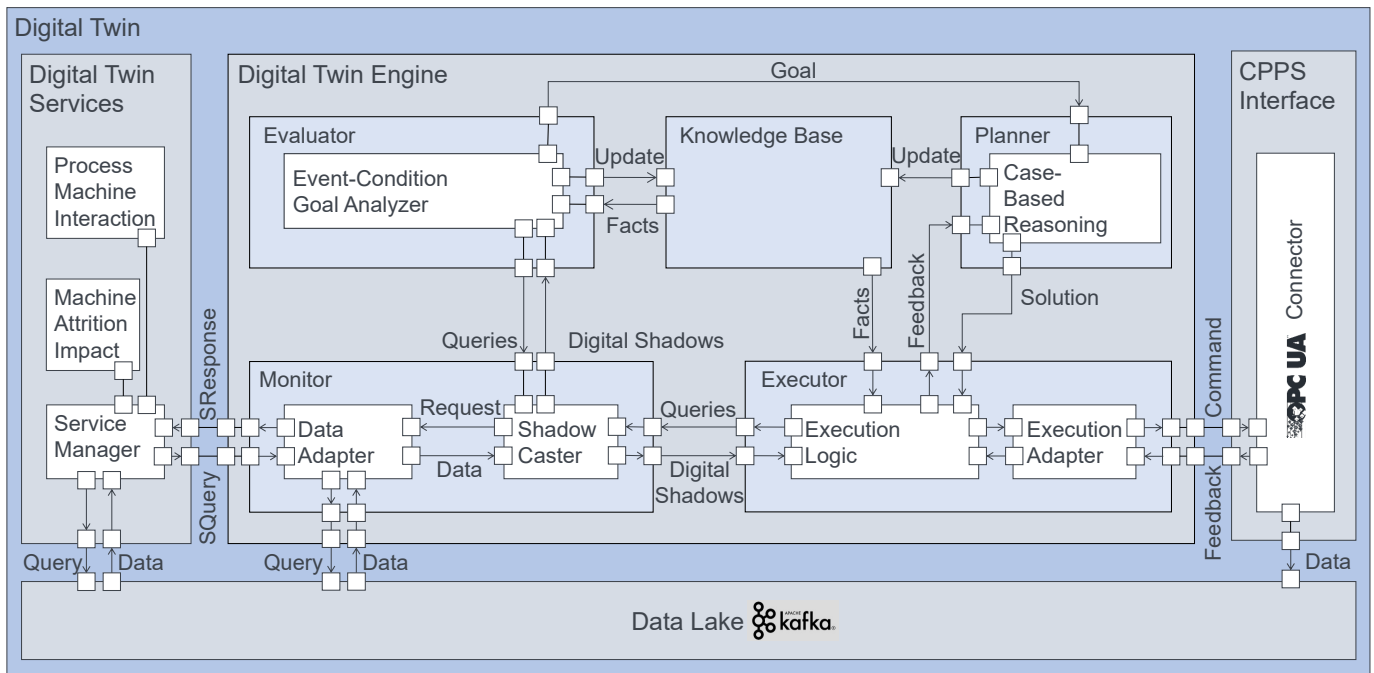 Digital Twin
Digital Twin
Services
Process
Machine
Interaction
Machine
Attrition
Impact
Service
Manager
SResponse
SQuery
Query
Data
Digital Twin Engine
Goal
Evaluator
Event-Condition
Goal Analyzer
Update
Facts
Knowledge Base
Update
Planner
Case-
Based
Reasoning
Queries
Digital Shadows
Facts
Feedback
Solution
Monitor
Data
Adapter
Request
Data
Shadow
Caster
Queries
Digital
Shadows
Executor
Execution
Logic
Execution
Adapter
Query
Data
Command
Feedback
CPPS
Interface
OPC UA Connector
Data
Data Lake
APACHE
kafka